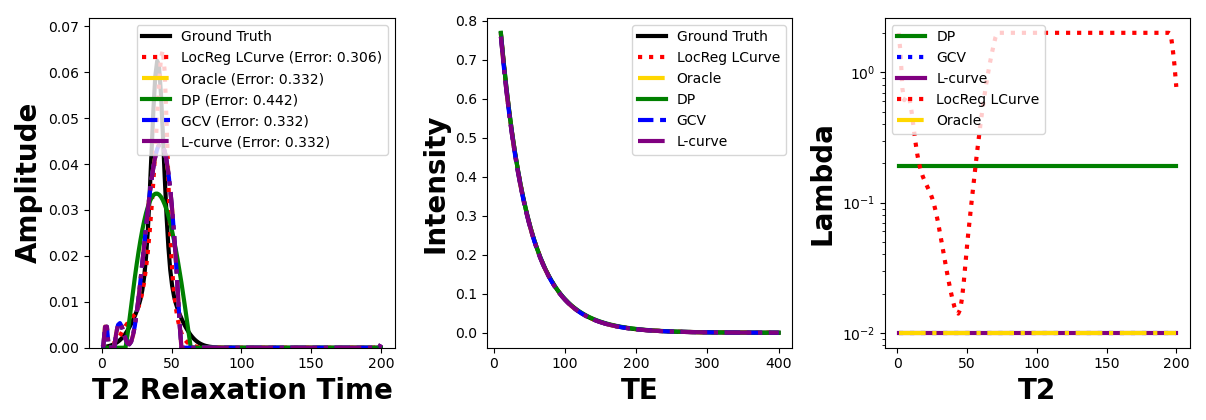 0.07
0.06
0.05
0.04
0.03
0.02
0.01
0.00
Amplitude
Ground Truth
LocReg LCurve (Error: 0.306)
Oracle (Error: 0.332)
DP (Error: 0.442)
GCV (Error: 0.332)
L-curve (Error: 0.332)
0 50 100 150 200
T2 Relaxation Time
0.8
0.7
0.6
0.5
0.4
0.3
0.2
0.1
0.0
Intensity
Ground Truth
LocReg LCurve
Oracle
DP
GCV
L-curve
0 100 200 300 400
TE
10⁰
10⁻¹
10⁻²
Lambda
DP
GCV
L-curve
LocReg LCurve
Oracle
0 50 100 150 200
T2